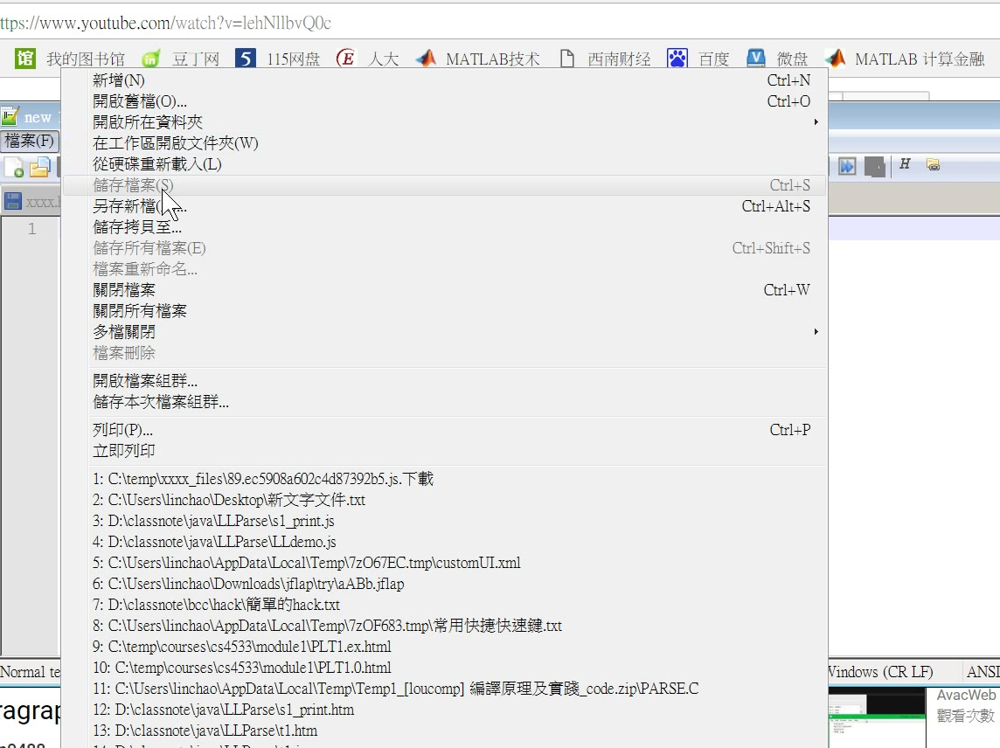 ttps://www.youtube.com/watch?v=lehNllbvQ0c
馆 我的图书馆 in 豆丁网 5 115网盘 E 人大 MATLAB技术 西南财经 百度 V 微盘 MATLAB 计算金融
新增(N) Ctrl+N
開啟舊檔(O)... Ctrl+O
new
開啟所在資料夾
檔案(F)
在工作區開啟文件夾(W)
從硬碟重新載入(L)
H
儲存檔案(S) Ctrl+S
xxxx.
另存新檔( ... Ctrl+Alt+S
儲存拷貝至...
1
儲存所有檔案(E) Ctrl+Shift+S
檔案重新命名...
關閉檔案 Ctrl+W
關閉所有檔案
多檔關閉
檔案刪除
開啟檔案組群...
儲存本次檔案組群...
列印(P)... Ctrl+P
立即列印
1: C:\temp\xxxx_files\89.ec5908a602c4d87392b5.js.下載
2: C:\Users\linchao\Desktop\新文字文件.txt
3: D:\classnote\java\LLParse\s1_print.js
4: D:\classnote\java\LLParse\LLdemo.js
5: C:\Users\linchao\AppData\Local\Temp\7zO67EC.tmp\customUI.xml
6: C:\Users\linchao\Downloads\jflap\try\aABb.jflap
7: D:\classnote\bcc\hack\簡單的hack.txt
8: C:\Users\linchao\AppData\Local\Temp\7zOF683.tmp\常用快捷快速鍵.txt
9: C:\temp\courses\cs4533\module1\PLT1.ex.html
10: C:\temp\courses\cs4533\module1\PLT1.0.html
Normal te
Windows (CR LF) ANSI
11: C:\Users\linchao\AppData\Local\Temp\Temp1_[loucomp] 編譯原理及實踐_code.zip\PARSE.C
AvacWeb
12: D:\classnote\java\LLParse\s1_print.htm
ragrap
觀看次數
13: D:\classnote\java\LLParse\t1.htm